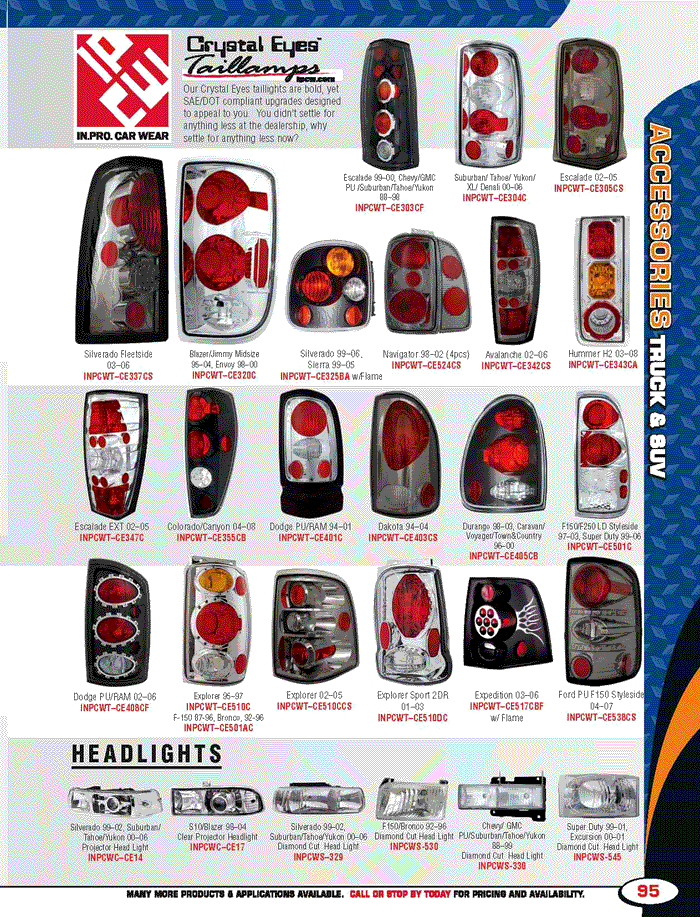 IPCW
IN.PRO. CAR WEAR
Crystal Eyes™
Taillamps
ipcw.com
Our Crystal Eyes taillights are bold, yet
SAE/DOT compliant upgrades designed
to appeal to you. You didn't settle for
anything less at the dealership, why
settle for anything less now?
Escalade 99-00, Chevy/GMC
PU /Suburban/Tahoe/Yukon
88-98
INPCWT-CE303CF
Suburban/ Tahoe/ Yukon/
XL/ Denali 00-06
INPCWT-CE304C
Escalade 02-05
INPCWT-CE305CS
ACCESSORIES TRUCK & SUV
Silverado Fleetside
03-06
INPCWT-CE337CS
Blazer/Jimmy Midsize
95-04, Envoy 98-00
INPCWT-CE320C
Silverado 99-06,
Sierra 99-05
INPCWT-CE325BA w/Flame
Navigator 98-02 (4pcs)
INPCWT-CE524CS
Avalanche 02-06
INPCWT-CE342CS
Hummer H2 03-08
INPCWT-CE343CA
Escalade EXT 02-05
INPCWT-CE347C
Colorado/Canyon 04-08
INPCWT-CE355CB
Dodge PU/RAM 94-01
INPCWT-CE401C
Dakota 94-04
INPCWT-CE403CS
Durango 98-03, Caravan/
Voyager/Town&Country
96-00
INPCWT-CE405CB
F150/F250 LD Styleside
97-03, Super Duty 99-06
INPCWT-CE501C
Dodge PU/RAM 02-06
INPCWT-CE408CF
Explorer 95-97
INPCWT-CE510C
F-150 87-96, Bronco, 92-96
INPCWT-CE501AC
Explorer 02-05
INPCWT-CE510CCS
Explorer Sport 2DR
01-03
INPCWT-CE510DC
Expedition 03-06
INPCWT-CE517CBF
w/ Flame
Ford PU F150 Styleside
04-07
INPCWT-CE538CS
HEADLIGHTS
Silverado 99-02, Suburban/
Tahoe/Yukon 00-06
Projector Head Light
INPCWC-CE14
S10/Blazer 98-04
Clear Projector Headlight
INPCWC-CE17
Silverado 99-02,
Suburban/Tahoe/Yukon 00-06
Diamond Cut Head Light
INPCWS-329
F150/Bronco 92-96
Diamond Cut Head Light
INPCWS-530
Chevy/ GMC
PU/Suburban/Tahoe/Yukon
88-99
Diamond Cut Head Light
INPCWS-330
Super Duty 99-01,
Excursion 00-01
Diamond Cut Head Light
INPCWS-545
MANY MORE PRODUCTS & APPLICATIONS AVAILABLE. CALL OR STOP BY TODAY FOR PRICING AND AVAILABILITY.
95